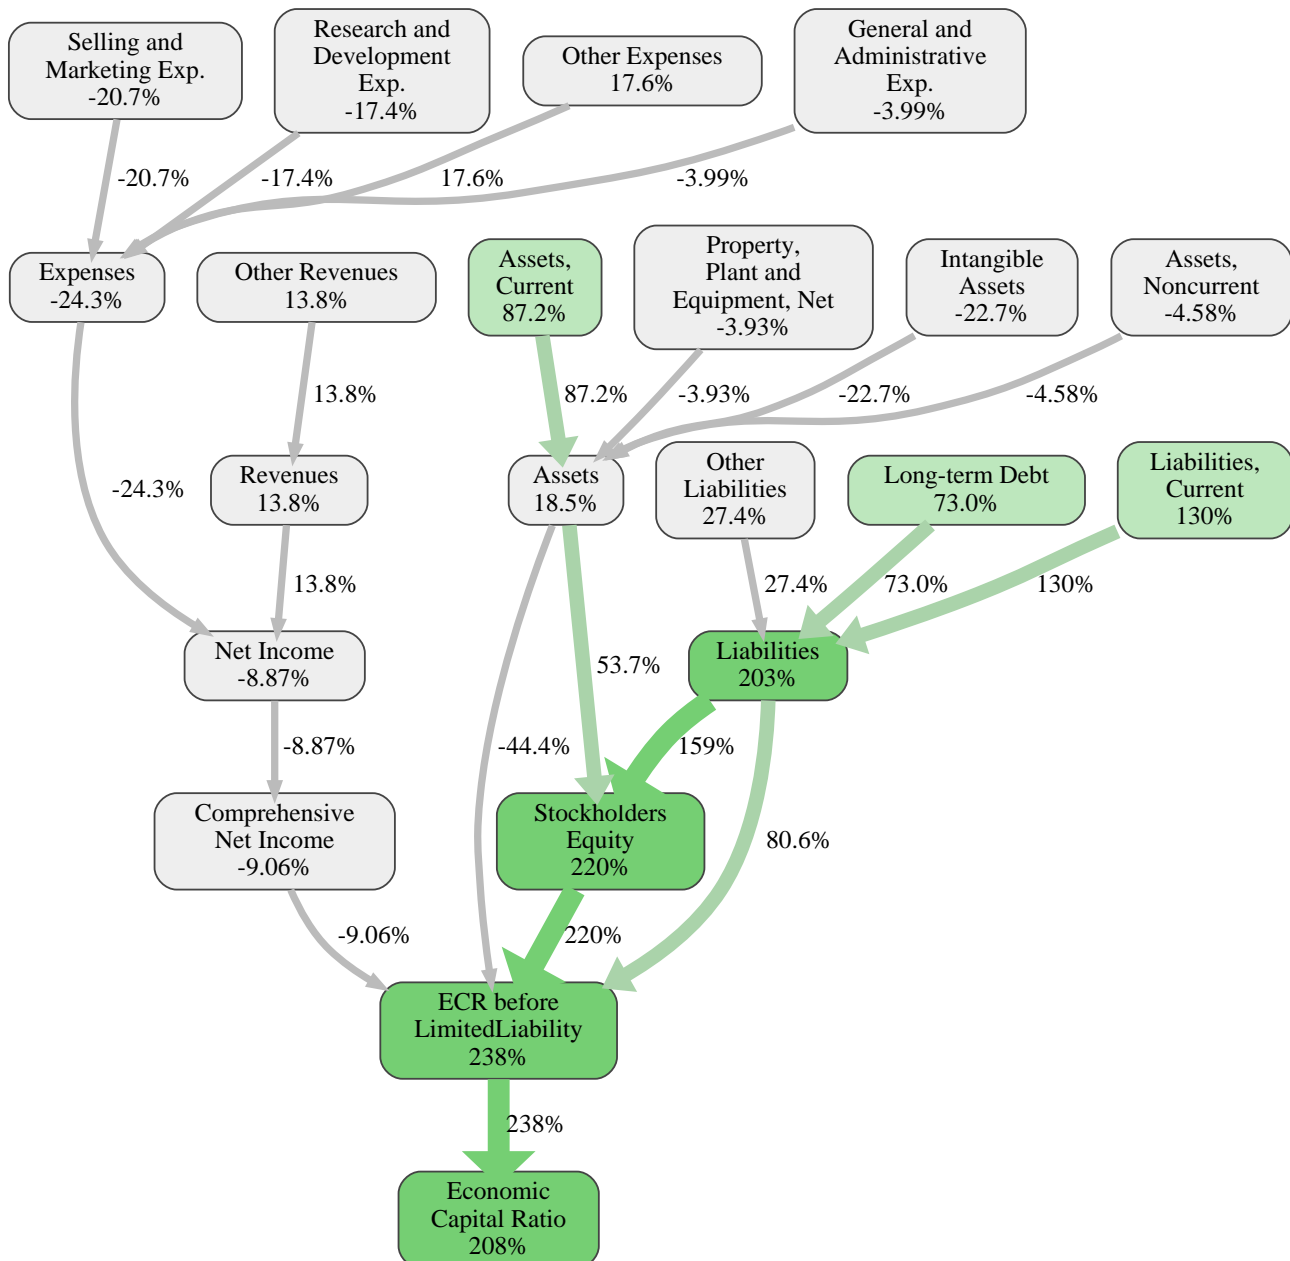 Selling and
Marketing Exp.
-20.7%
Research and
Development
Exp.
-17.4%
Other Expenses
17.6%
General and
Administrative
Exp.
-3.99%
-20.7%
-17.4%
17.6%
-3.99%
Expenses
-24.3%
Other Revenues
13.8%
Assets,
Current
87.2%
Property,
Plant and
Equipment, Net
-3.93%
Intangible
Assets
-22.7%
Assets,
Noncurrent
-4.58%
13.8%
87.2%
-3.93%
-22.7%
-4.58%
-24.3%
Revenues
13.8%
Assets
18.5%
Other
Liabilities
27.4%
Long-term Debt
73.0%
Liabilities,
Current
130%
13.8%
27.4%
73.0%
130%
Net Income
-8.87%
53.7%
Liabilities
203%
-8.87%
-44.4%
159%
Comprehensive
Net Income
-9.06%
Stockholders
Equity
220%
80.6%
-9.06%
220%
ECR before
LimitedLiability
238%
238%
Economic
Capital Ratio
208%